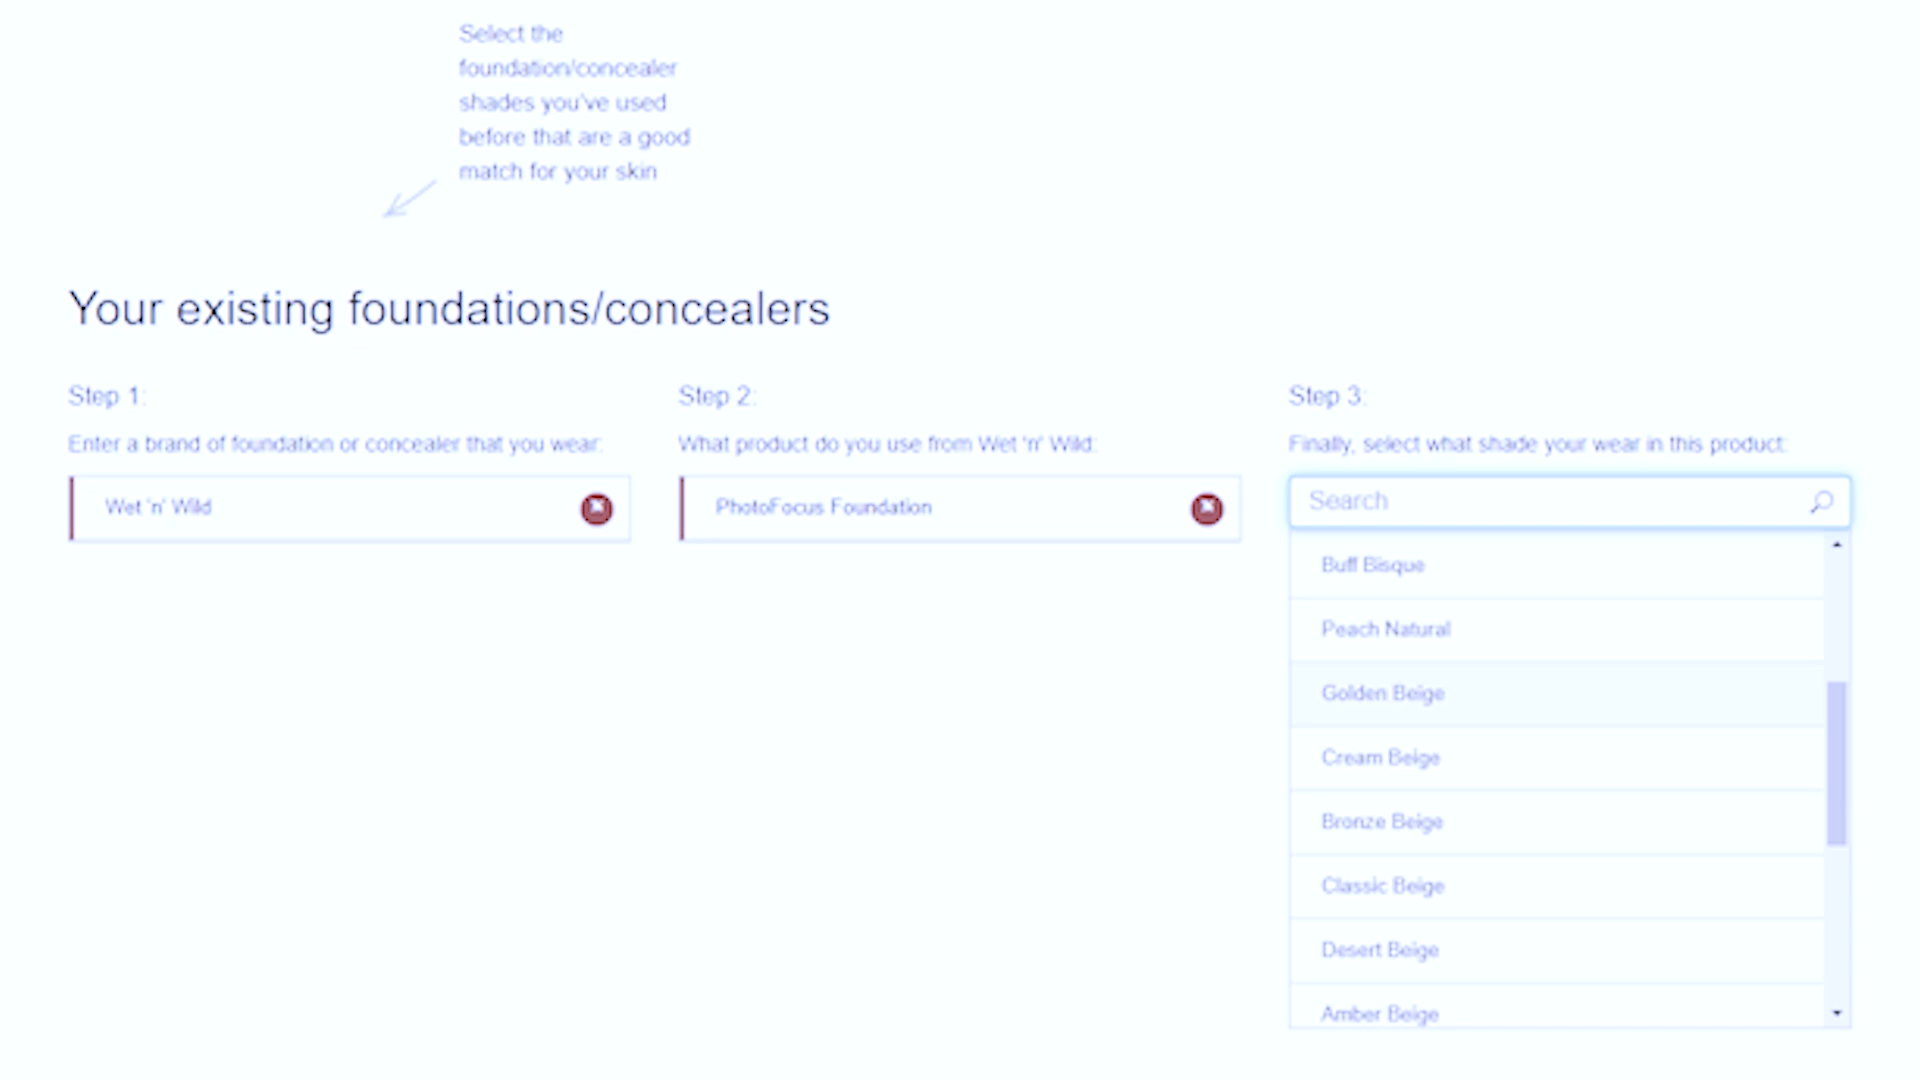 Select the
foundation/concealer
shades you've used
before that are a good
match for your skin
Your existing foundations/concealers
Step 1:
Enter a brand of foundation or concealer that you wear:
Wet 'n' Wild
Step 2:
What product do you use from Wet 'n' Wild:
PhotoFocus Foundation
Step 3:
Finally, select what shade your wear in this product:
Search
Buff Bisque
Peach Natural
Golden Beige
Cream Beige
Bronze Beige
Classic Beige
Desert Beige
Amber Beige